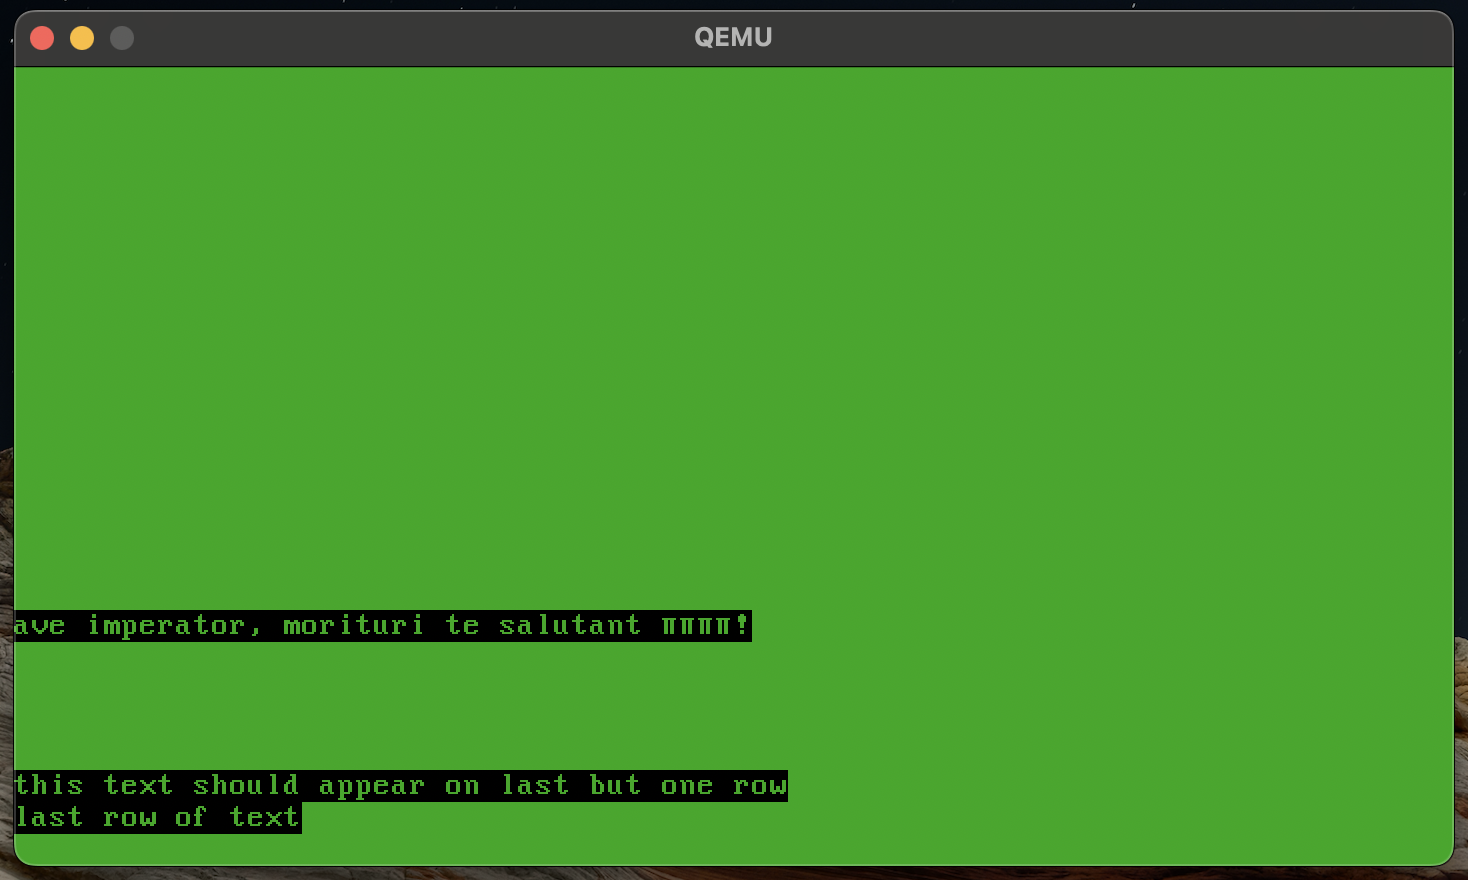 QEMU
ave imperator, morituri te salutant ππππ!
this text should appear on last but one row
last row of text